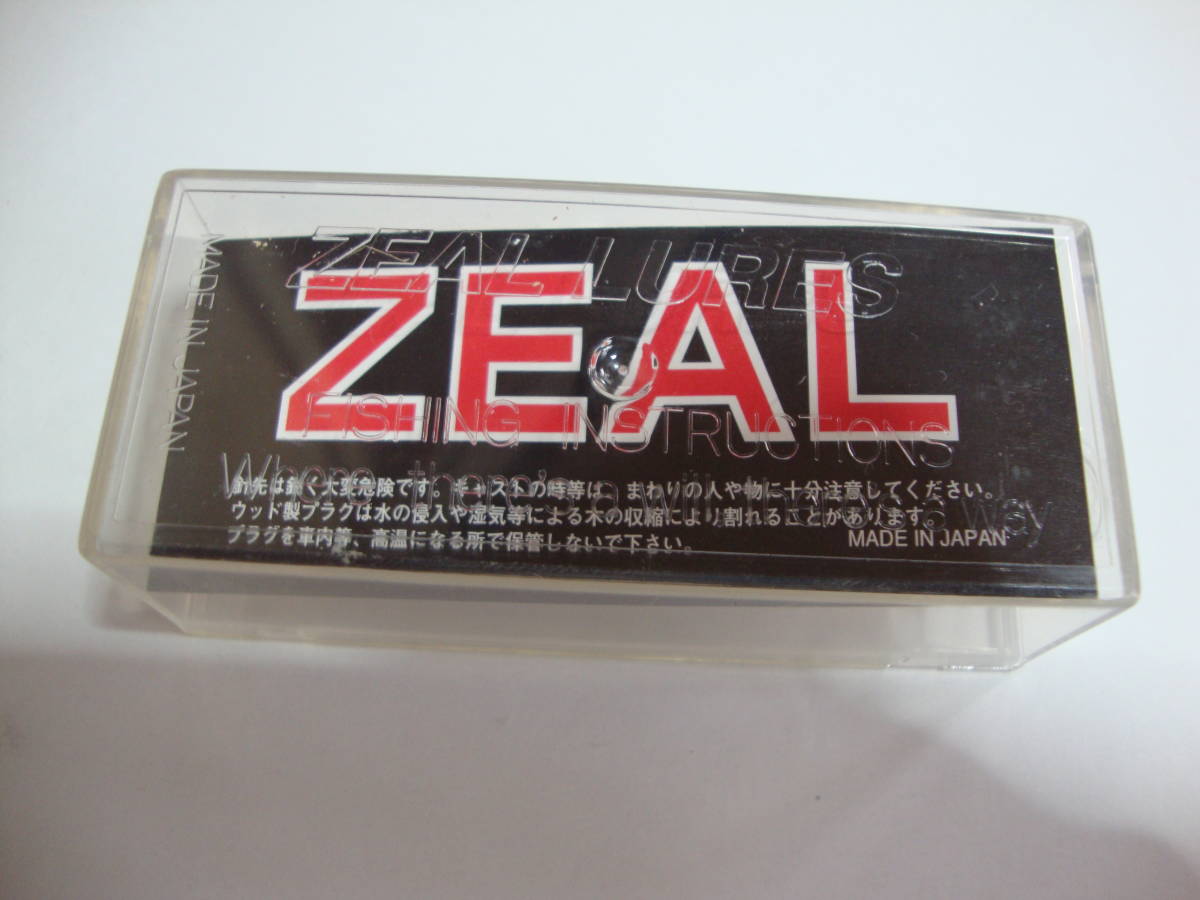 ZEAL LURES
ZEAL
MADE IN JAPAN
FISHING INSTRUCTIONS
Where there's a will there's a way
針先は鋭く大変危険です。キャストの時等は、まわりの人や物に十分注意してください。
ウッド製プラグは水の侵入や湿気等による木の収縮により割れることがあります。
プラグを車内等、高温になる所で保管しないで下さい。
MADE IN JAPAN